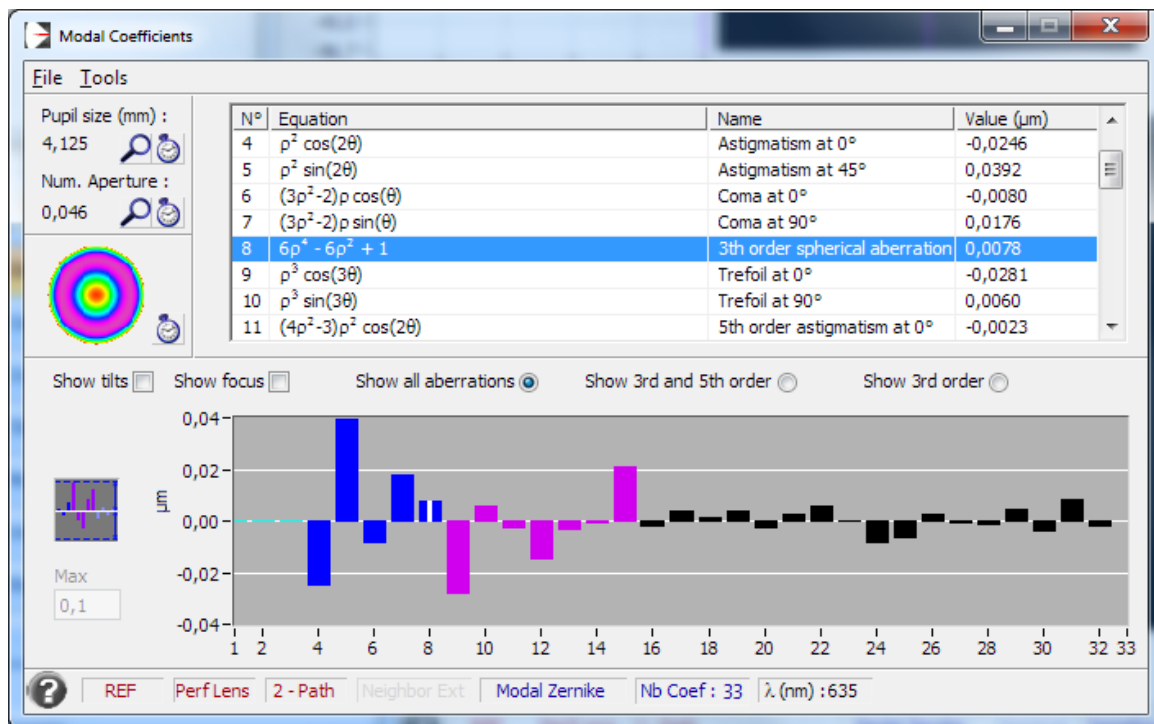 Modal Coefficients
File Tools
Pupil size (mm) :
4,125
Num. Aperture :
0,046
N° Equation Name Value (µm)
4 ρ² cos(2θ) Astigmatism at 0° -0,0246
5 ρ² sin(2θ) Astigmatism at 45° 0,0392
6 (3ρ²-2)ρ cos(θ) Coma at 0° -0,0080
7 (3ρ²-2)ρ sin(θ) Coma at 90° 0,0176
8 6ρ⁴ - 6ρ² + 1 3th order spherical aberration 0,0078
9 ρ³ cos(3θ) Trefoil at 0° -0,0281
10 ρ³ sin(3θ) Trefoil at 90° 0,0060
11 (4ρ²-3)ρ² cos(2θ) 5th order astigmatism at 0° -0,0023
Show tilts Show focus Show all aberrations Show 3rd and 5th order Show 3rd order
0,04
0,02
µm
0,00
-0,02
-0,04
Max
0,1
1 2 4 6 8 10 12 14 16 18 20 22 24 26 28 30 32 33
? REF Perf Lens 2 - Path Neighbor Ext Modal Zernike Nb Coef : 33 λ (nm) :635